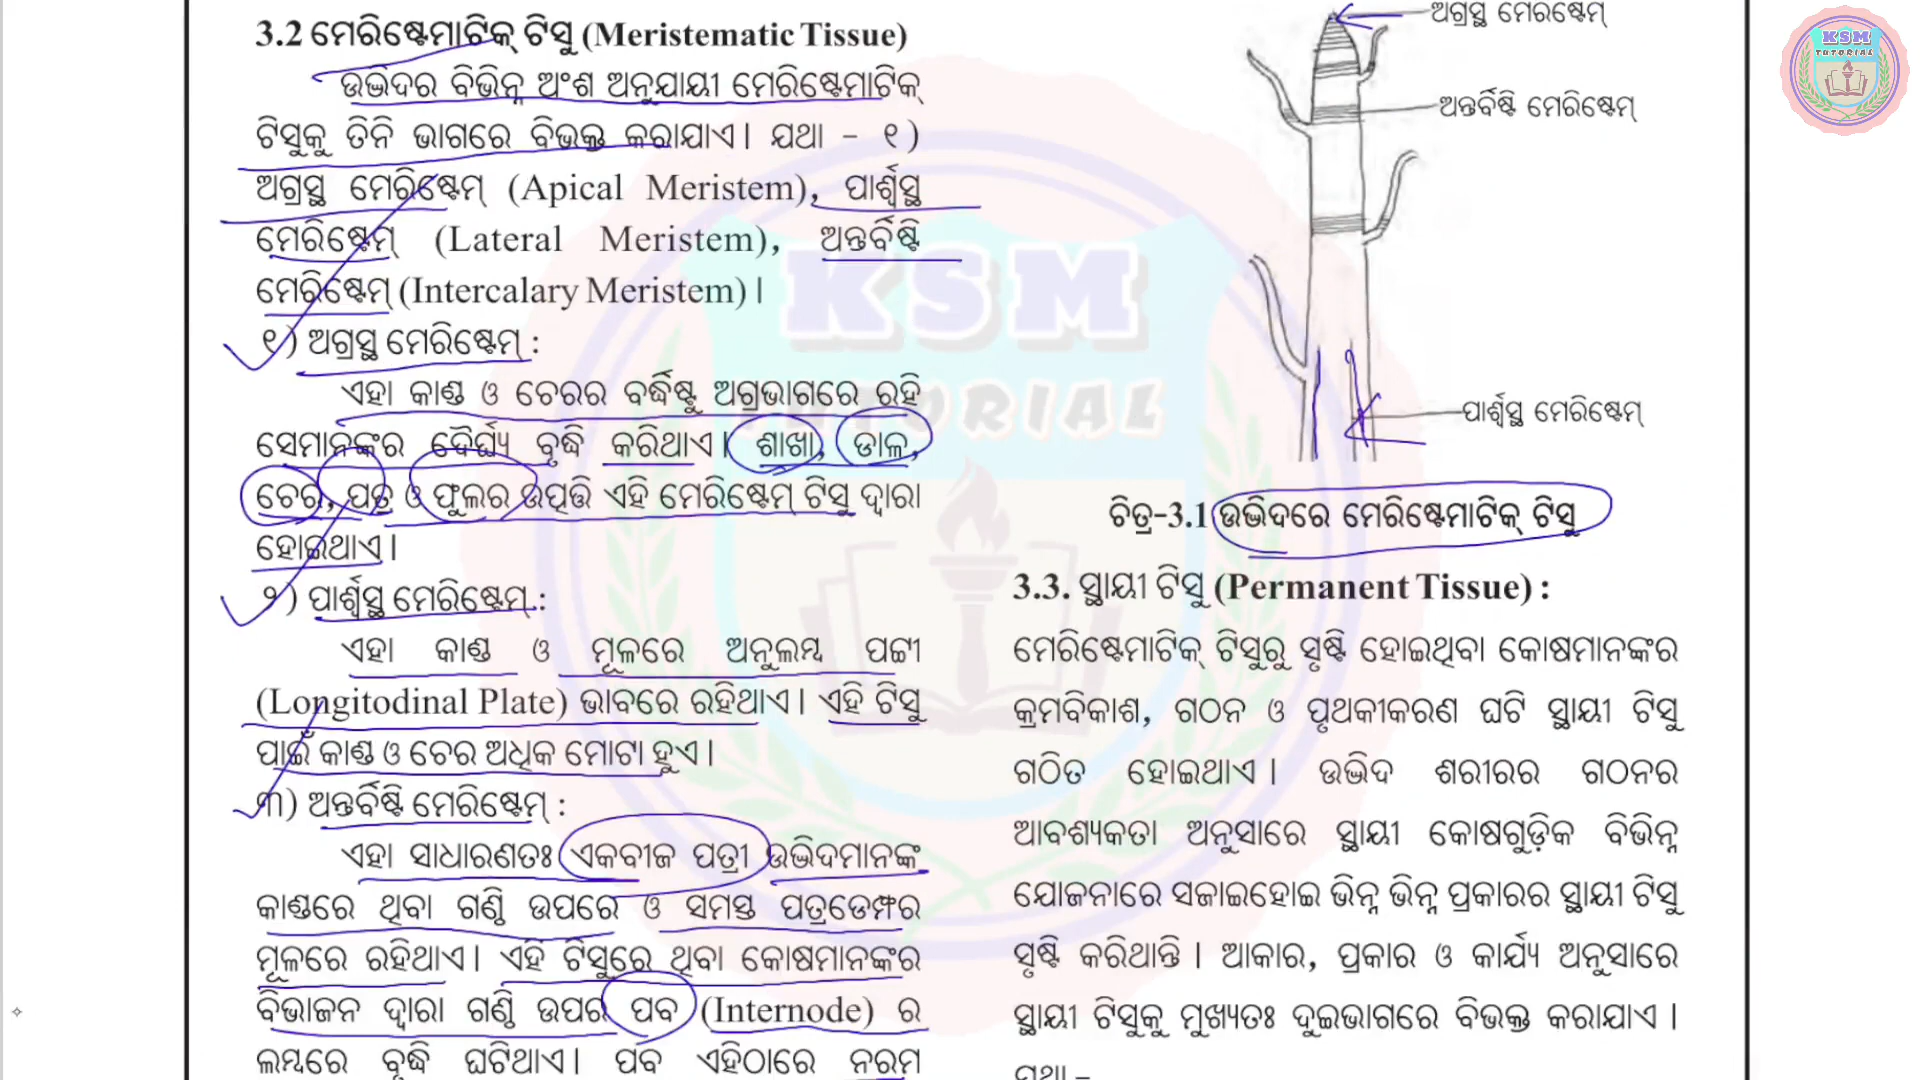 3.2 ମେରିଷ୍ଟେମାଟିକ୍ ଟିସୁ (Meristematic Tissue)
ଉଦ୍ଭିଦର ବିଭିନ୍ନ ଅଂଶ ଅନୁଯାୟୀ ମେରିଷ୍ଟେମାଟିକ୍
ଟିସୁକୁ ତିନି ଭାଗରେ ବିଭକ୍ତ କରାଯାଏ। ଯଥା - ୧)
ଅଗ୍ରସ୍ଥ ମେରିଷ୍ଟେମ୍ (Apical Meristem), ପାର୍ଶ୍ଵସ୍ଥ
ମେରିଷ୍ଟେମ୍ (Lateral Meristem), ଅନ୍ତର୍ବିଷ୍ଟି
ମେରିଷ୍ଟେମ୍ (Intercalary Meristem)।
୧) ଅଗ୍ରସ୍ଥ ମେରିଷ୍ଟେମ୍ :
ଏହା କାଣ୍ଡ ଓ ଚେରର ବର୍ଦ୍ଧିଷ୍ଣୁ ଅଗ୍ରଭାଗରେ ରହି
ସେମାନଙ୍କର ଦୈର୍ଘ୍ୟ ବୃଦ୍ଧି କରିଥାଏ। ଶାଖା, ଡାଳ,
ଚେର, ପତ୍ର ଓ ଫୁଲର ଉତ୍ପତ୍ତି ଏହି ମେରିଷ୍ଟେମ୍ ଟିସୁ ଦ୍ୱାରା
ହୋଇଥାଏ।
୨) ପାର୍ଶ୍ଵସ୍ଥ ମେରିଷ୍ଟେମ୍ :
ଏହା କାଣ୍ଡ ଓ ମୂଳରେ ଅନୁଲମ୍ବ ପଟ୍ଟୀ
(Longitodinal Plate) ଭାବରେ ରହିଥାଏ। ଏହି ଟିସୁ
ପାଇଁ କାଣ୍ଡ ଓ ଚେର ଅଧିକ ମୋଟା ହୁଏ।
୩) ଅନ୍ତର୍ବିଷ୍ଟି ମେରିଷ୍ଟେମ୍ :
ଏହା ସାଧାରଣତଃ ଏକବୀଜ ପତ୍ରୀ ଉଦ୍ଭିଦମାନଙ୍କ
କାଣ୍ଡରେ ଥିବା ଗଣ୍ଠି ଉପରେ ଓ ସମସ୍ତ ପତ୍ରଡେମ୍ଫର
ମୂଳରେ ରହିଥାଏ। ଏହି ଟିସୁରେ ଥିବା କୋଷମାନଙ୍କର
ବିଭାଜନ ଦ୍ୱାରା ଗଣ୍ଠି ଉପର ପବ (Internode) ର
ଲମ୍ବରେ ବୃଦ୍ଧି ଘଟିଥାଏ। ପବ ଏହିଠାରେ ନରମ
ଅଗ୍ରସ୍ଥ ମେରିଷ୍ଟେମ୍
ଅନ୍ତର୍ବିଷ୍ଟି ମେରିଷ୍ଟେମ୍
ପାର୍ଶ୍ଵସ୍ଥ ମେରିଷ୍ଟେମ୍
ଚିତ୍ର-3.1 ଉଦ୍ଭିଦରେ ମେରିଷ୍ଟେମାଟିକ୍ ଟିସୁ
3.3. ସ୍ଥାୟୀ ଟିସୁ (Permanent Tissue) :
ମେରିଷ୍ଟେମାଟିକ୍ ଟିସୁରୁ ସୃଷ୍ଟି ହୋଇଥିବା କୋଷମାନଙ୍କର
କ୍ରମବିକାଶ, ଗଠନ ଓ ପୃଥକୀକରଣ ଘଟି ସ୍ଥାୟୀ ଟିସୁ
ଗଠିତ ହୋଇଥାଏ। ଉଦ୍ଭିଦ ଶରୀରର ଗଠନର
ଆବଶ୍ୟକତା ଅନୁସାରେ ସ୍ଥାୟୀ କୋଷଗୁଡ଼ିକ ବିଭିନ୍ନ
ଯୋଜନାରେ ସଜାଇହୋଇ ଭିନ୍ନ ଭିନ୍ନ ପ୍ରକାରର ସ୍ଥାୟୀ ଟିସୁ
ସୃଷ୍ଟି କରିଥାନ୍ତି। ଆକାର, ପ୍ରକାର ଓ କାର୍ଯ୍ୟ ଅନୁସାରେ
ସ୍ଥାୟୀ ଟିସୁକୁ ମୁଖ୍ୟତଃ ଦୁଇଭାଗରେ ବିଭକ୍ତ କରାଯାଏ।
ଯଥା -
KSM
TUTORIAL
KSM
TUTORIAL